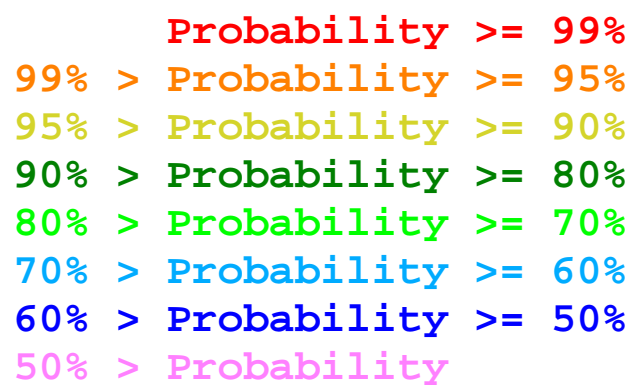 Probability >= 99%
99% > Probability >= 95%
95% > Probability >= 90%
90% > Probability >= 80%
80% > Probability >= 70%
70% > Probability >= 60%
60% > Probability >= 50%
50% > Probability